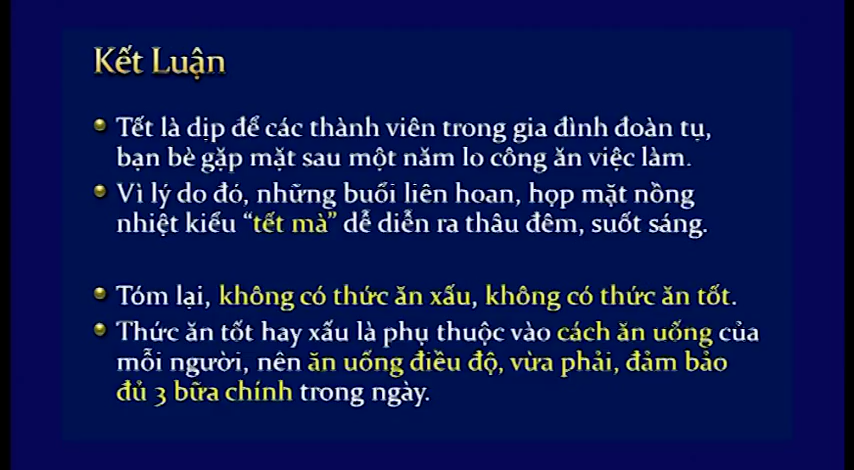 Kết Luận
Tết là dịp để các thành viên trong gia đình đoàn tụ,
bạn bè gặp mặt sau một năm lo công ăn việc làm.
Vì lý do đó, những buổi liên hoan, họp mặt nồng
nhiệt kiểu “tết mà” dễ diễn ra thâu đêm, suốt sáng.
Tóm lại, không có thức ăn xấu, không có thức ăn tốt.
Thức ăn tốt hay xấu là phụ thuộc vào cách ăn uống của
mỗi người, nên ăn uống điều độ, vừa phải, đảm bảo
đủ 3 bữa chính trong ngày.